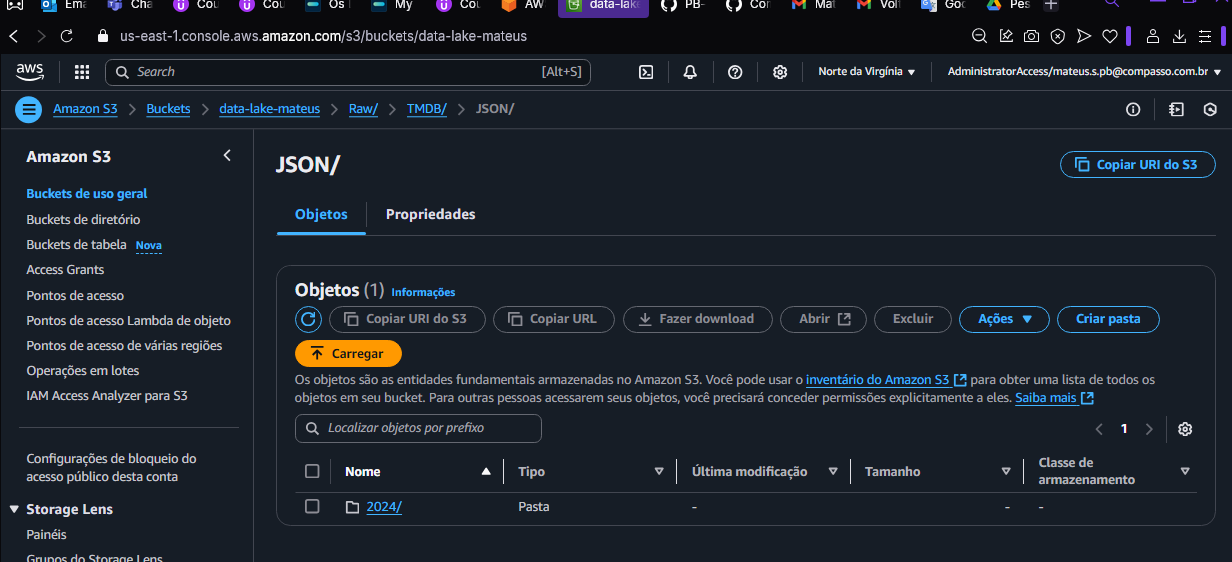 Ema
Cha
Cou
Cou
Os
My
Cou
AW
data-lake
PB-
Con
Mat
Volt
Goo
Pes
us-east-1.console.aws.amazon.com/s3/buckets/data-lake-mateus
aws
Search
[Alt+S]
Norte da Virgínia
AdministratorAccess/mateus.s.pb@compasso.com.br
Amazon S3
Buckets
data-lake-mateus
Raw/
TMDB/
JSON/
Amazon S3
Buckets de uso geral
Buckets de diretório
Buckets de tabela Nova
Access Grants
Pontos de acesso
Pontos de acesso Lambda de objeto
Pontos de acesso de várias regiões
Operações em lotes
IAM Access Analyzer para S3
Configurações de bloqueio do
acesso público desta conta
Storage Lens
Painéis
Grupos do Storage Lens
JSON/
Copiar URI do S3
Objetos
Propriedades
Objetos (1) Informações
Copiar URI do S3
Copiar URL
Fazer download
Abrir
Excluir
Ações
Criar pasta
Carregar
Os objetos são as entidades fundamentais armazenadas no Amazon S3. Você pode usar o inventário do Amazon S3 para obter uma lista de todos os
objetos em seu bucket. Para outras pessoas acessarem seus objetos, você precisará conceder permissões explicitamente a eles. Saiba mais
Localizar objetos por prefixo
1
Nome
Tipo
Última modificação
Tamanho
Classe de
armazenamento
2024/
Pasta
-
-
-